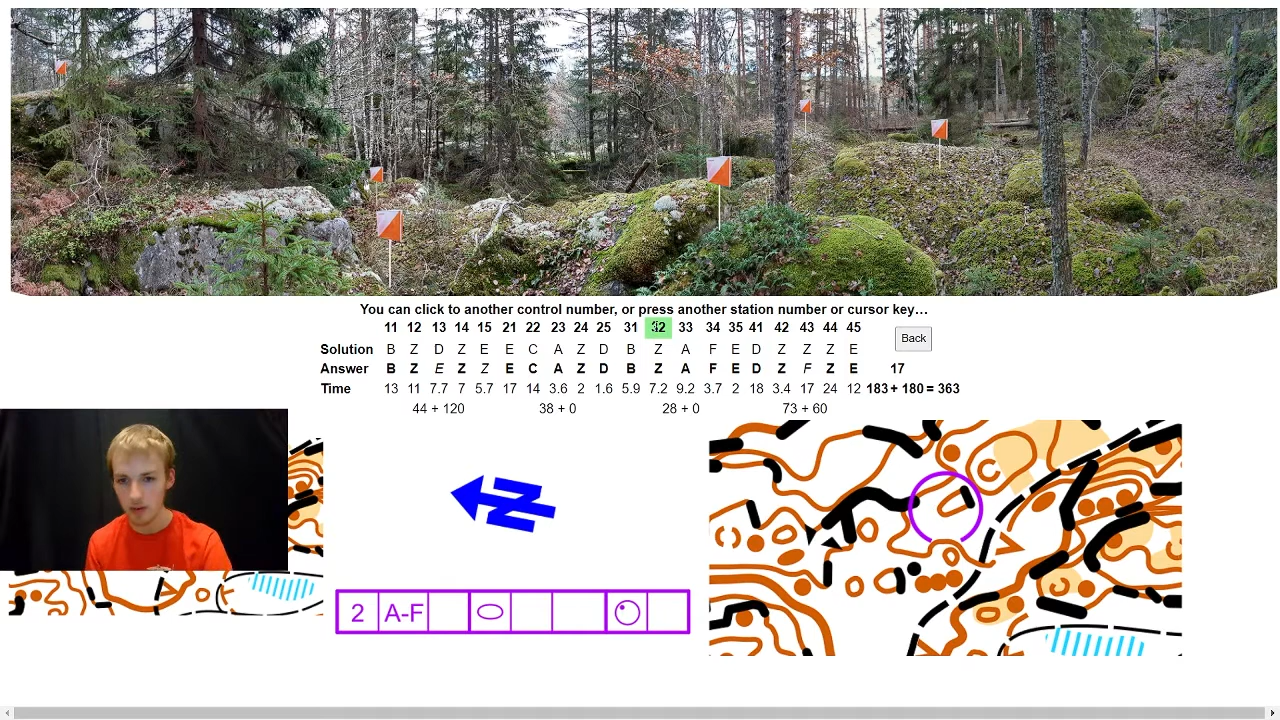 You can click to another control number, or press another station number or cursor key…
11 12 13 14 15 21 22 23 24 25 31 32 33 34 35 41 42 43 44 45
Back
Solution B Z D Z E E C A Z D B Z A F E D Z Z Z E
Answer B Z E Z Z E C A Z D B Z A F E D Z F Z E 17
Time 13 11 7.7 7 5.7 17 14 3.6 2 1.6 5.9 7.2 9.2 3.7 2 18 3.4 17 24 12 183 + 180 = 363
44 + 120 38 + 0 28 + 0 73 + 60
2 A-F